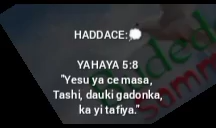 HADDACE:💭
YAHAYA 5:8
"Yesu ya ce masa,
Tashi, dauki gadonka,
ka yi tafiya."